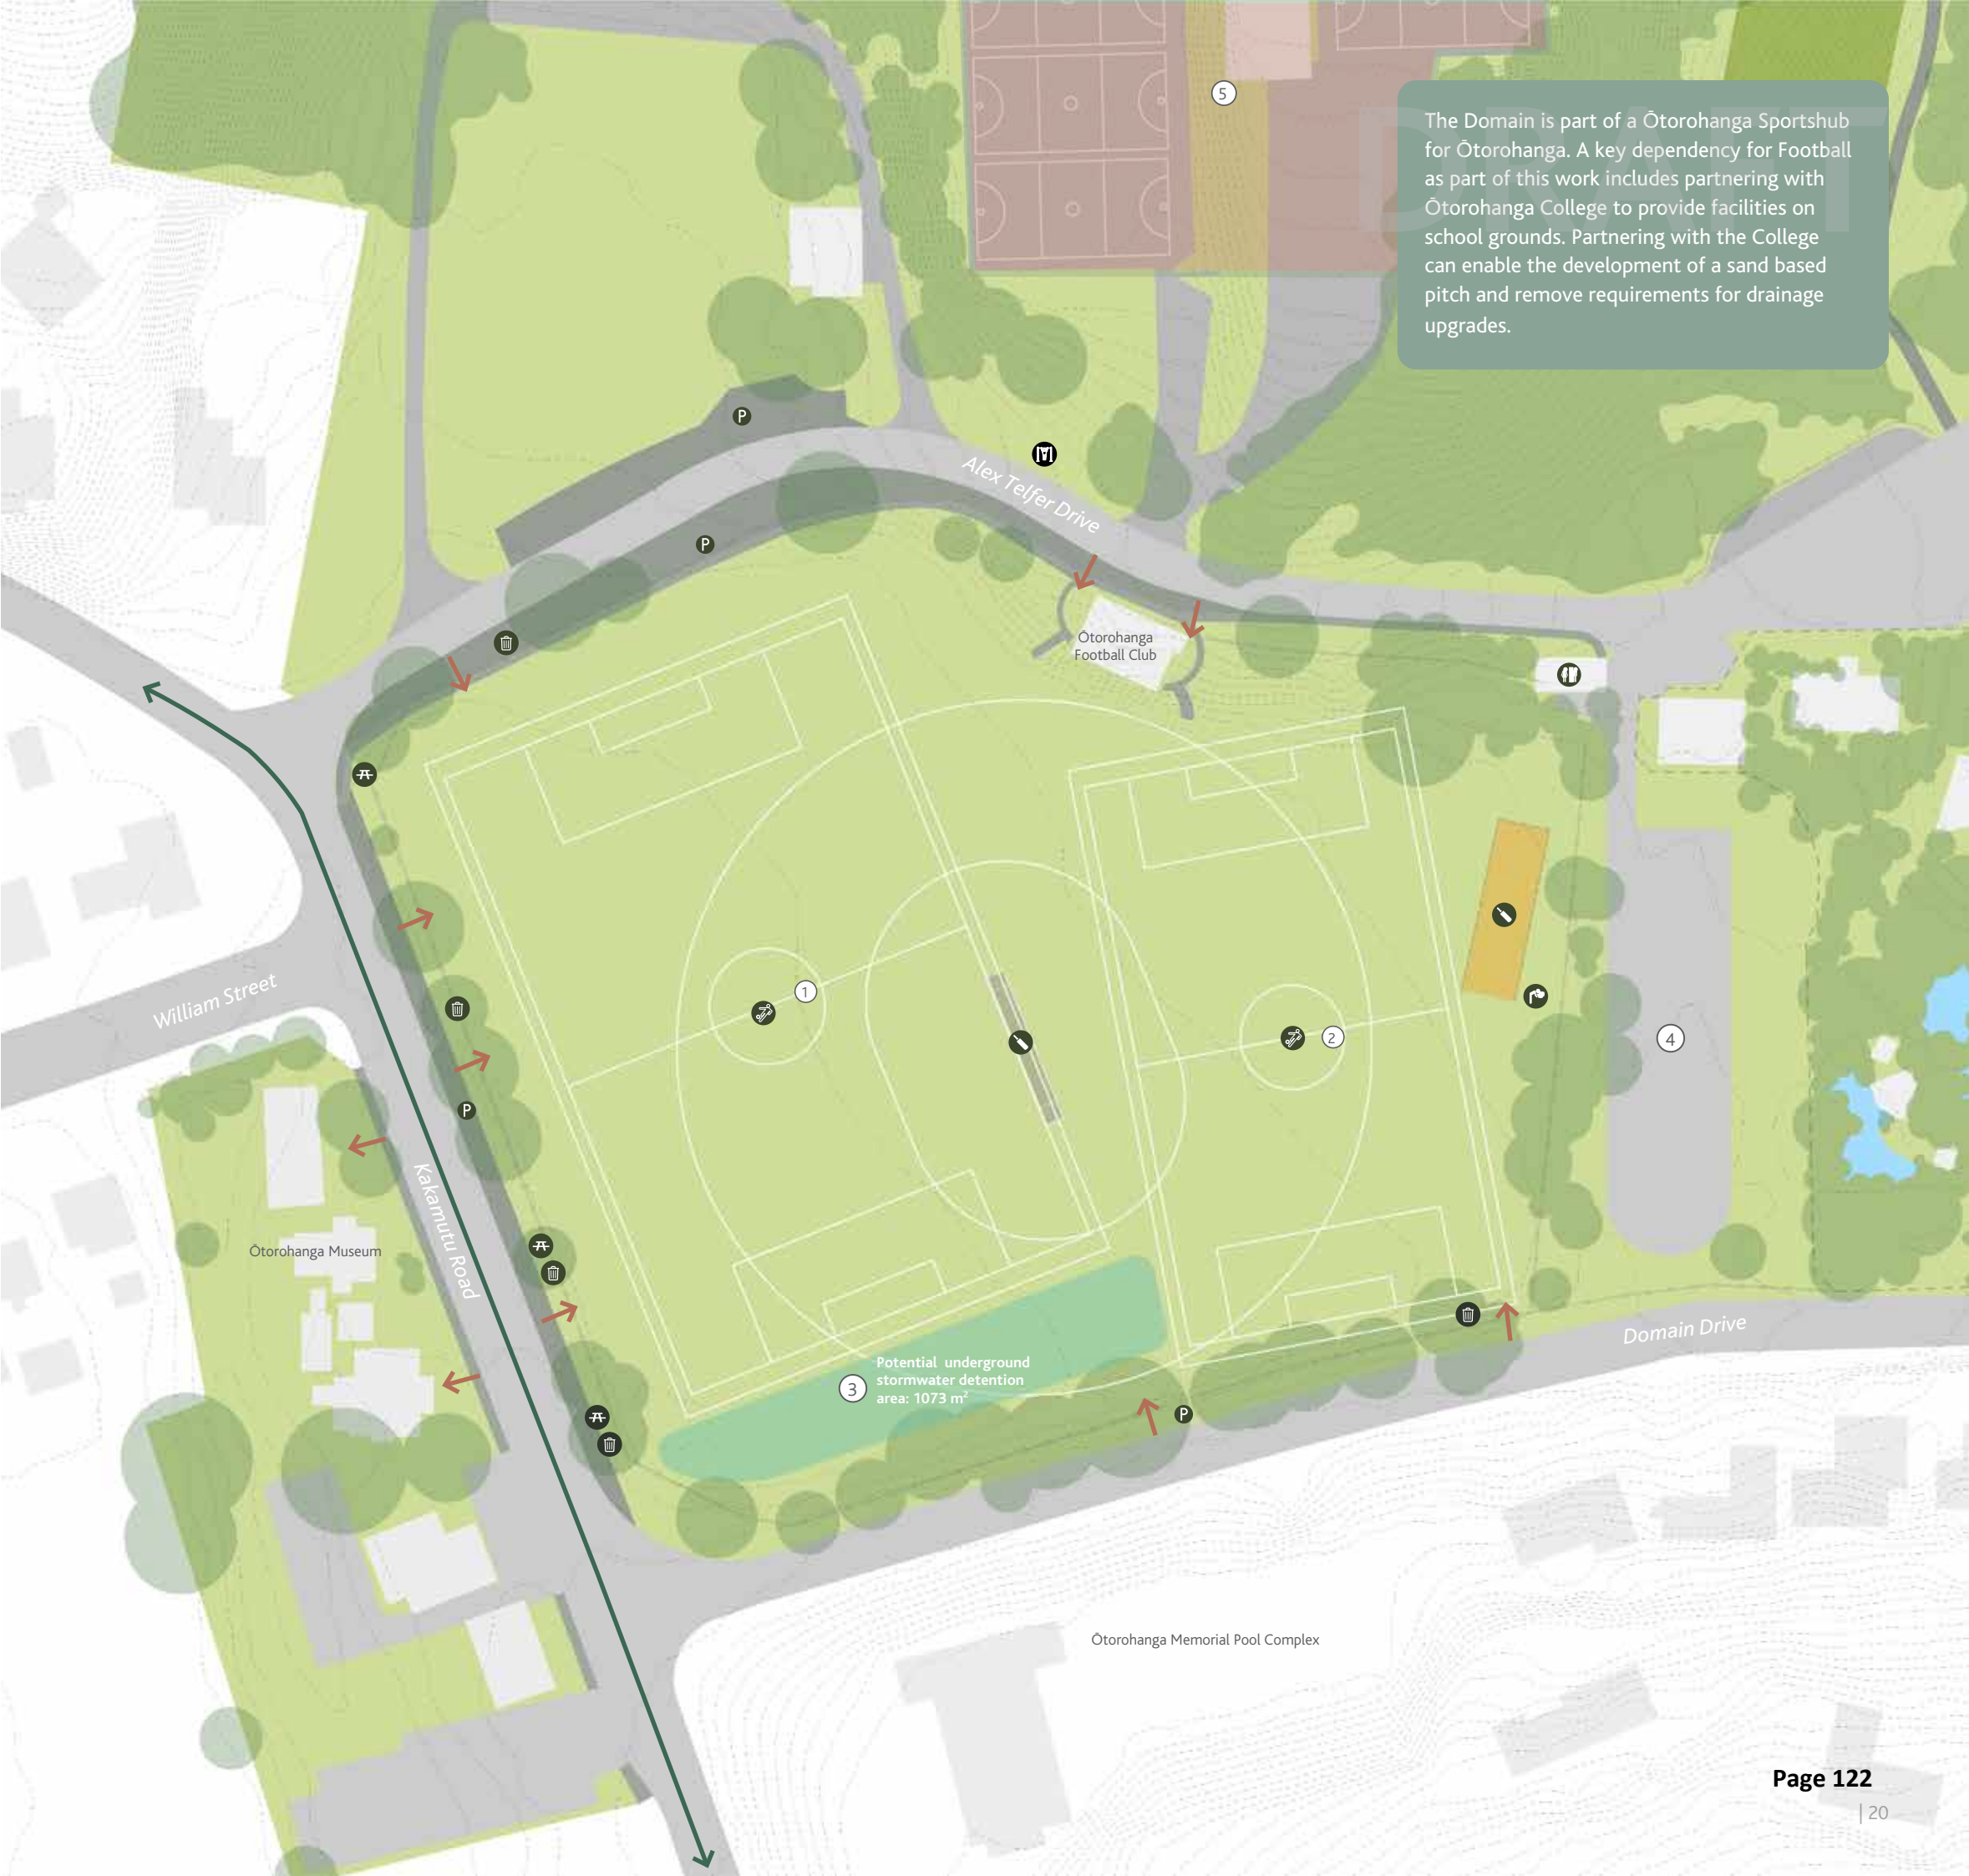 5
DRAFT
The Domain is part of a Ōtorohanga Sportshub
for Ōtorohanga. A key dependency for Football
as part of this work includes partnering with
Ōtorohanga College to provide facilities on
school grounds. Partnering with the College
can enable the development of a sand based
pitch and remove requirements for drainage
upgrades.
P
Alex Telfer Drive
P
Ōtorohanga
Football Club
William Street
1
2
4
P
Kakamutu Road
Ōtorohanga Museum
Domain Drive
3
Potential underground
stormwater detention
area: 1073 m²
P
Ōtorohanga Memorial Pool Complex
Page 122
| 20